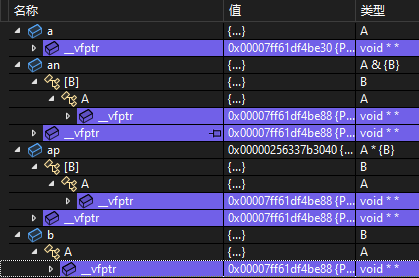 名称 值 类型
a {...} A
__vfptr 0x00007ff61df4be30 {P... void * *
an {...} A & {B}
[B] {...} B
A {...} A
__vfptr 0x00007ff61df4be88 {P... void * *
__vfptr 0x00007ff61df4be88 {P... void * *
ap 0x00000256337b3040 {... A * {B}
[B] {...} B
A {...} A
__vfptr 0x00007ff61df4be88 {P... void * *
__vfptr 0x00007ff61df4be88 {P... void * *
b {...} B
A {...} A
__vfptr 0x00007ff61df4be88 {P... void * *